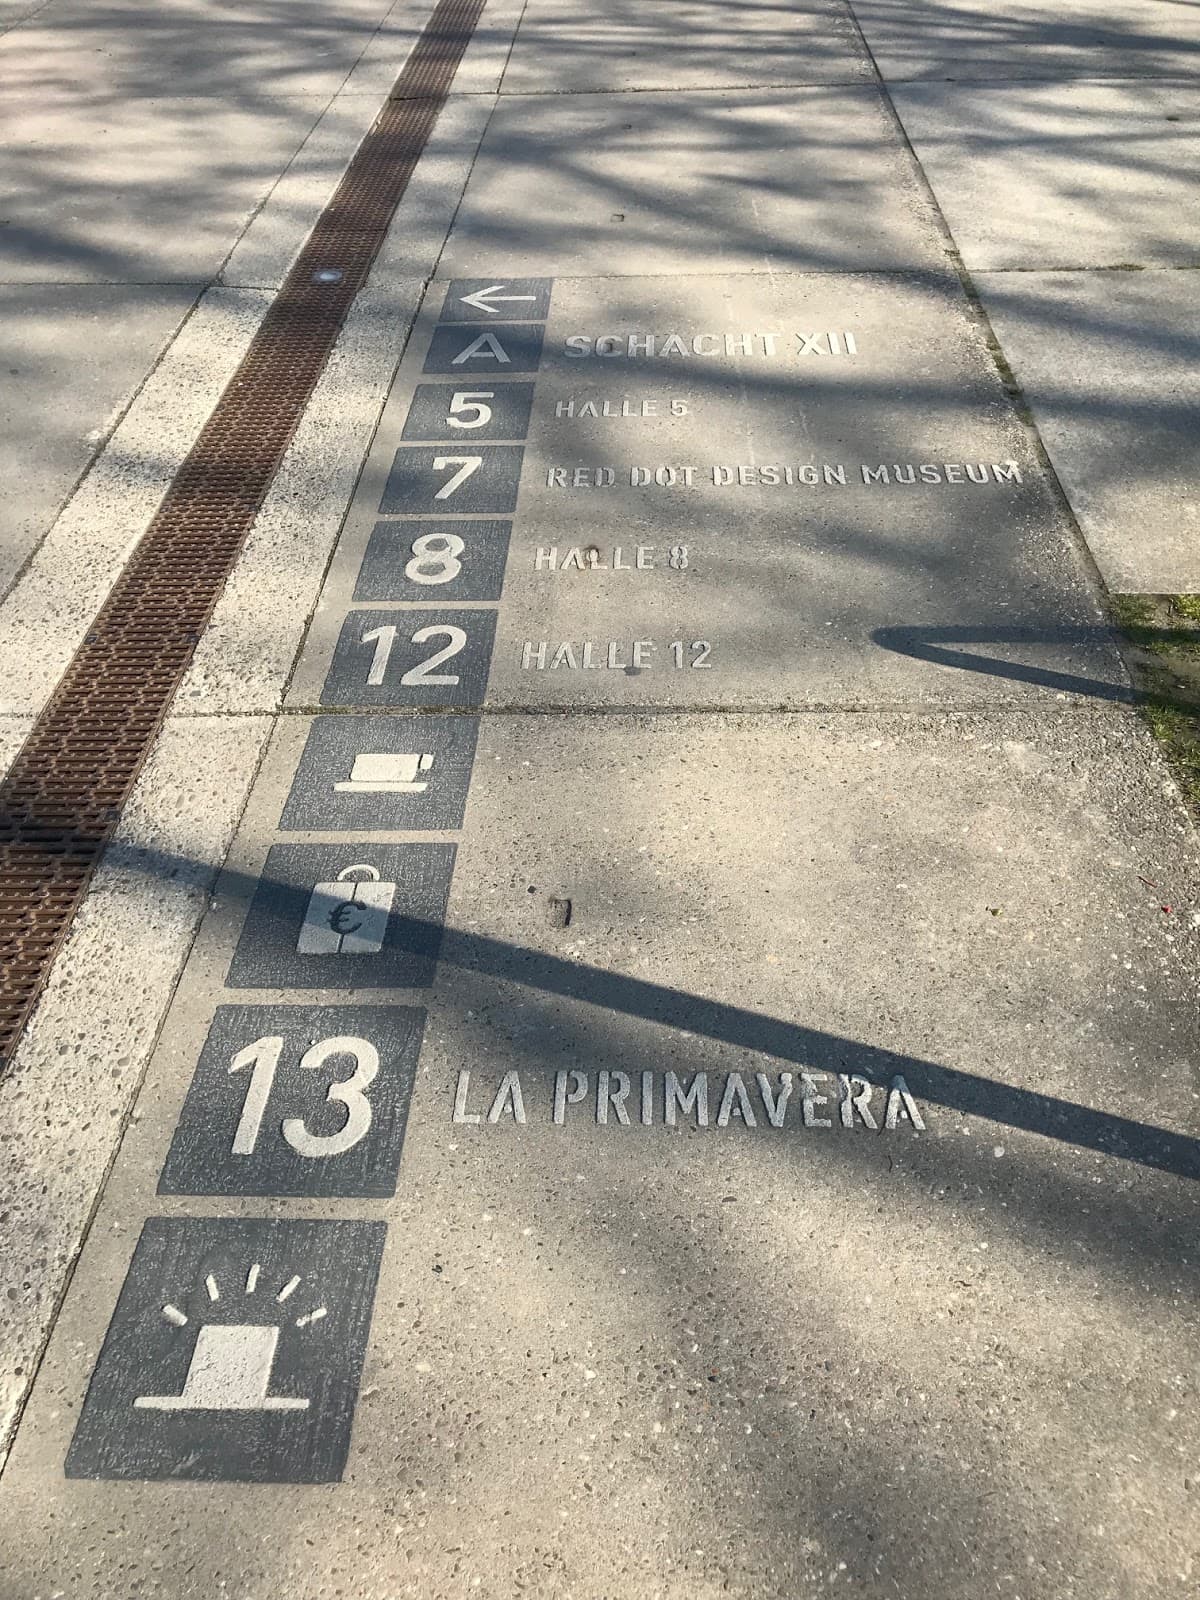 A SCHACHT XII
5 HALLE 5
7 RED DOT DESIGN MUSEUM
8 HALLE 8
12 HALLE 12
€
13 LA PRIMAVERA